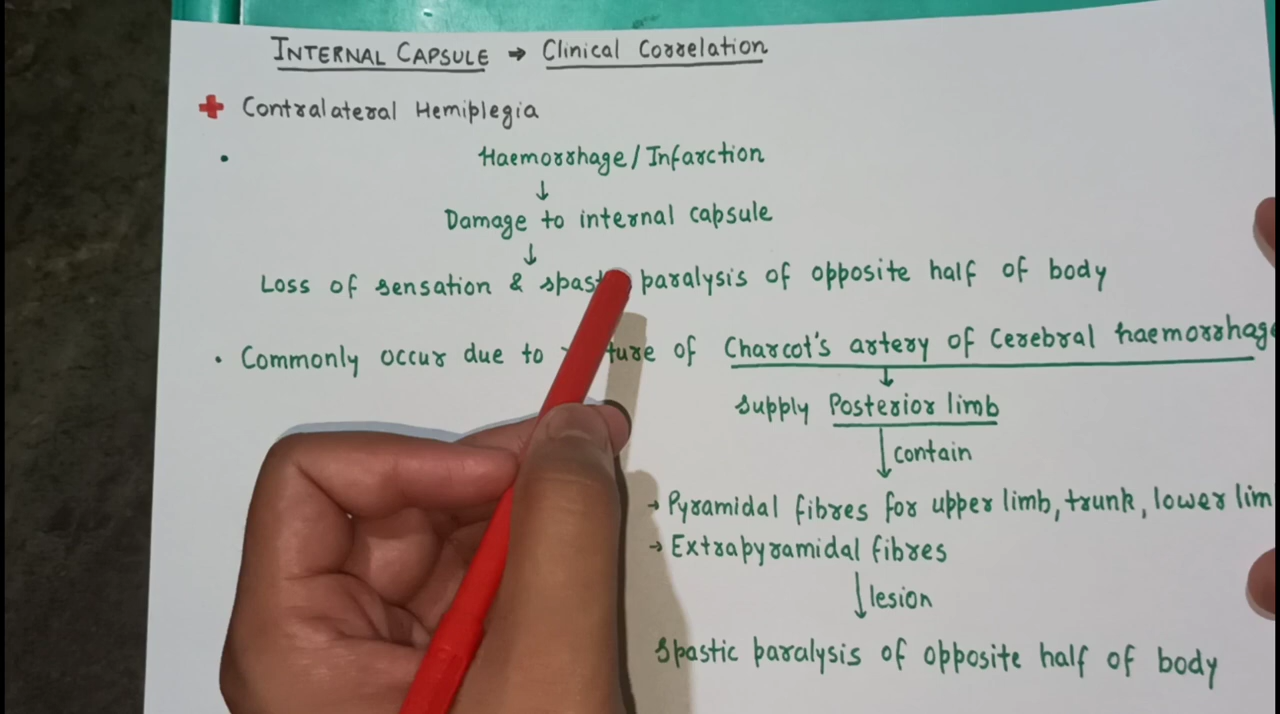 INTERNAL CAPSULE → Clinical Correlation
+ Contralateral Hemiplegia
• Haemorrhage/Infarction
↓
Damage to internal capsule
↓
Loss of sensation & paralysis of opposite half of body
• Commonly occur due to of Charcot's artery of Cerebral haemorrhag
↓
supply Posterior limb
↓ contain
→ Pyramidal fibres for upper limb, trunk, lower lim
→ Extrapyramidal fibres
↓ lesion
Spastic paralysis of opposite half of body